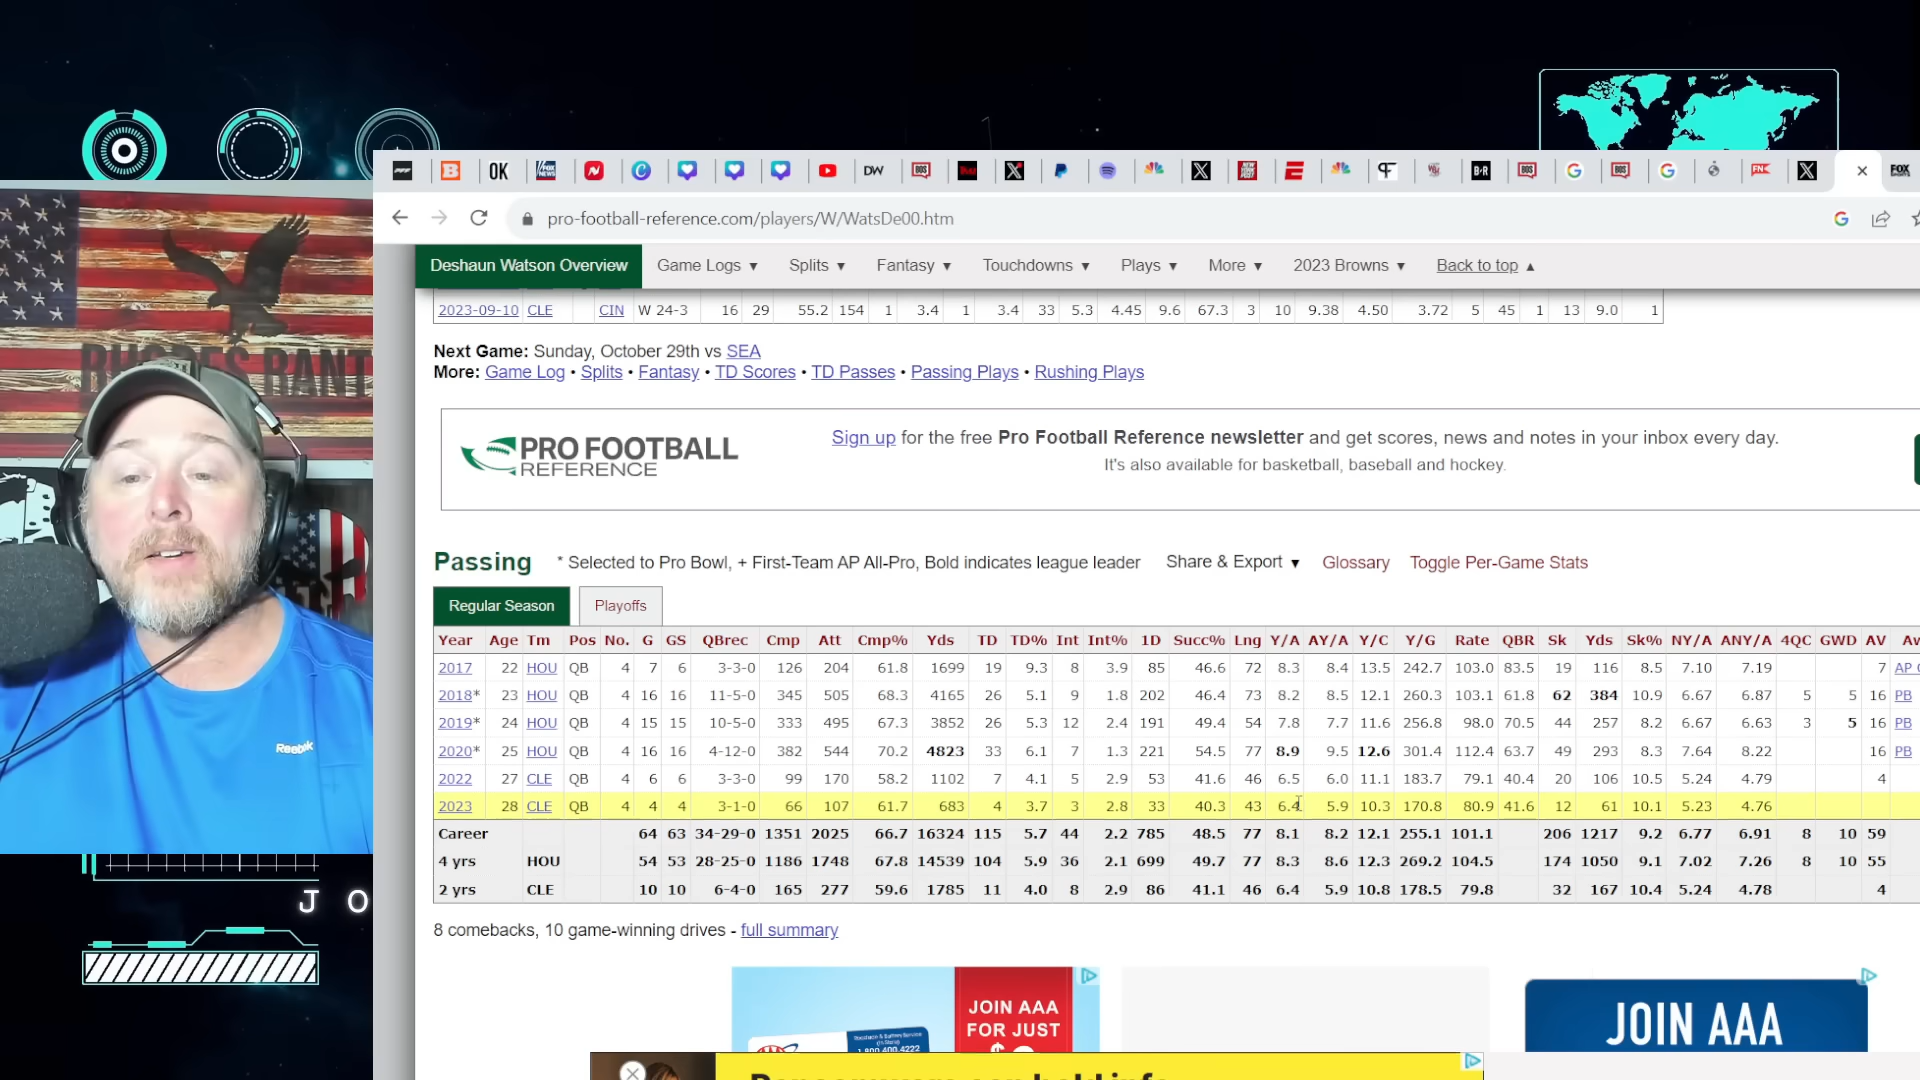 OK
FOX NEWS
DW
BOS
B/R
BOS
BOS
FNK
FOX
pro-football-reference.com/players/W/WatsDe00.htm
Deshaun Watson Overview Game Logs ▼ Splits ▼ Fantasy ▼ Touchdowns ▼ Plays ▼ More ▼ 2023 Browns ▼ Back to top ▲
2023-09-10 CLE CIN W 24-3 16 29 55.2 154 1 3.4 1 3.4 33 5.3 4.45 9.6 67.3 3 10 9.38 4.50 3.72 5 45 1 13 9.0 1
Next Game: Sunday, October 29th vs SEA
More: Game Log • Splits • Fantasy • TD Scores • TD Passes • Passing Plays • Rushing Plays
PRO FOOTBALL
REFERENCE
Sign up for the free Pro Football Reference newsletter and get scores, news and notes in your inbox every day.
It's also available for basketball, baseball and hockey.
Passing * Selected to Pro Bowl, + First-Team AP All-Pro, Bold indicates league leader Share & Export ▼ Glossary Toggle Per-Game Stats
Regular Season Playoffs
Year Age Tm Pos No. G GS QBrec Cmp Att Cmp% Yds TD TD% Int Int% 1D Succ% Lng Y/A AY/A Y/C Y/G Rate QBR Sk Yds Sk% NY/A ANY/A 4QC GWD AV
2017 22 HOU QB 4 7 6 3-3-0 126 204 61.8 1699 19 9.3 8 3.9 85 46.6 72 8.3 8.4 13.5 242.7 103.0 83.5 19 116 8.5 7.10 7.19 7 AP
2018* 23 HOU QB 4 16 16 11-5-0 345 505 68.3 4165 26 5.1 9 1.8 202 46.4 73 8.2 8.5 12.1 260.3 103.1 61.8 62 384 10.9 6.67 6.87 5 5 16 PB
2019* 24 HOU QB 4 15 15 10-5-0 333 495 67.3 3852 26 5.3 12 2.4 191 49.4 54 7.8 7.7 11.6 256.8 98.0 70.5 44 257 8.2 6.67 6.63 3 5 16 PB
2020* 25 HOU QB 4 16 16 4-12-0 382 544 70.2 4823 33 6.1 7 1.3 221 54.5 77 8.9 9.5 12.6 301.4 112.4 63.7 49 293 8.3 7.64 8.22 16 PB
2022 27 CLE QB 4 6 6 3-3-0 99 170 58.2 1102 7 4.1 5 2.9 53 41.6 46 6.5 6.0 11.1 183.7 79.1 40.4 20 106 10.5 5.24 4.79 4
2023 28 CLE QB 4 4 4 3-1-0 66 107 61.7 683 4 3.7 3 2.8 33 40.3 43 6.4 5.9 10.3 170.8 80.9 41.6 12 61 10.1 5.23 4.76
Career 64 63 34-29-0 1351 2025 66.7 16324 115 5.7 44 2.2 785 48.5 77 8.1 8.2 12.1 255.1 101.1 206 1217 9.2 6.77 6.91 8 10 59
4 yrs HOU 54 53 28-25-0 1186 1748 67.8 14539 104 5.9 36 2.1 699 49.7 77 8.3 8.6 12.3 269.2 104.5 174 1050 9.1 7.02 7.26 8 10 55
2 yrs CLE 10 10 6-4-0 165 277 59.6 1785 11 4.0 8 2.9 86 41.1 46 6.4 5.9 10.8 178.5 79.8 32 167 10.4 5.24 4.78 4
8 comebacks, 10 game-winning drives - full summary
JOIN AAA
FOR JUST
$
1-800-400-4222
JOIN AAA
Reebok
J O